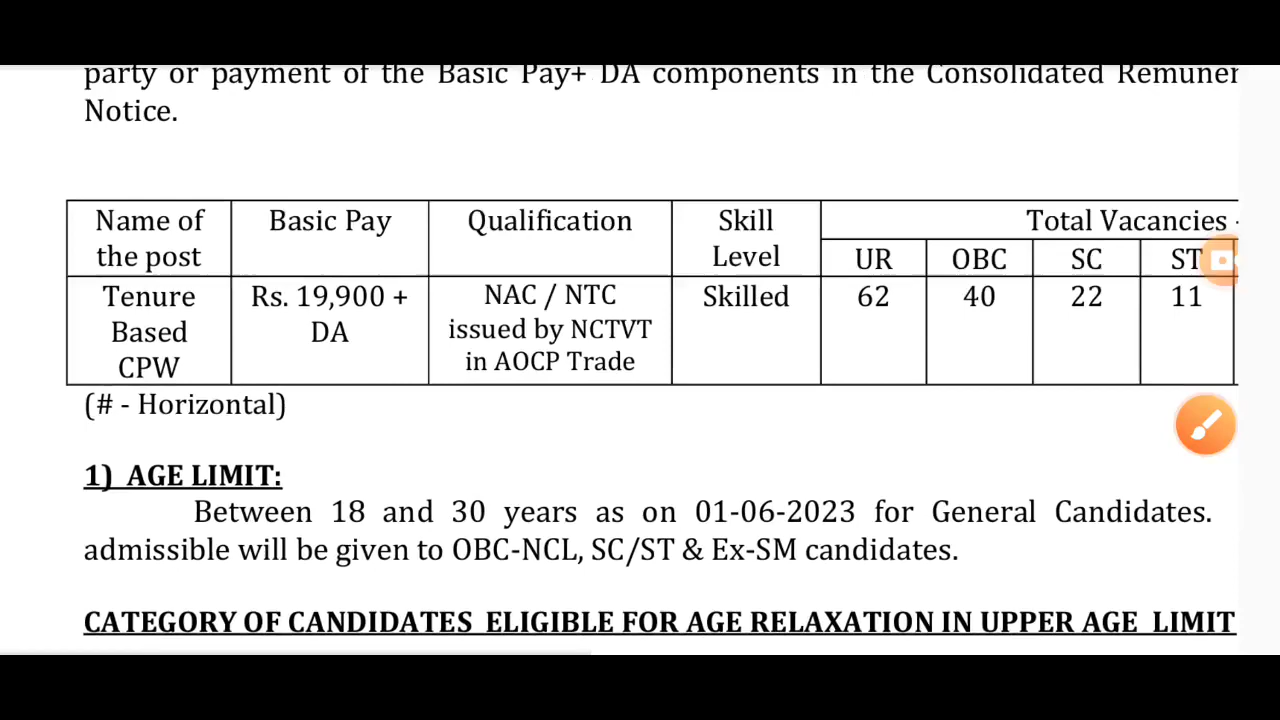 party or payment of the Basic Pay+ DA components in the Consolidated
Notice.
Name of the post
Basic Pay
Qualification
Skill Level
Total Vacancies -
UR
OBC
SC
ST
Tenure Based CPW
Rs. 19,900 + DA
NAC / NTC issued by NCTVT in AOCP Trade
Skilled
62
40
22
11
(# - Horizontal)
1) AGE LIMIT:
Between 18 and 30 years as on 01-06-2023 for General Candidates.
admissible will be given to OBC-NCL, SC/ST & Ex-SM candidates.
CATEGORY OF CANDIDATES ELIGIBLE FOR AGE RELAXATION IN UPPER AGE LIMIT